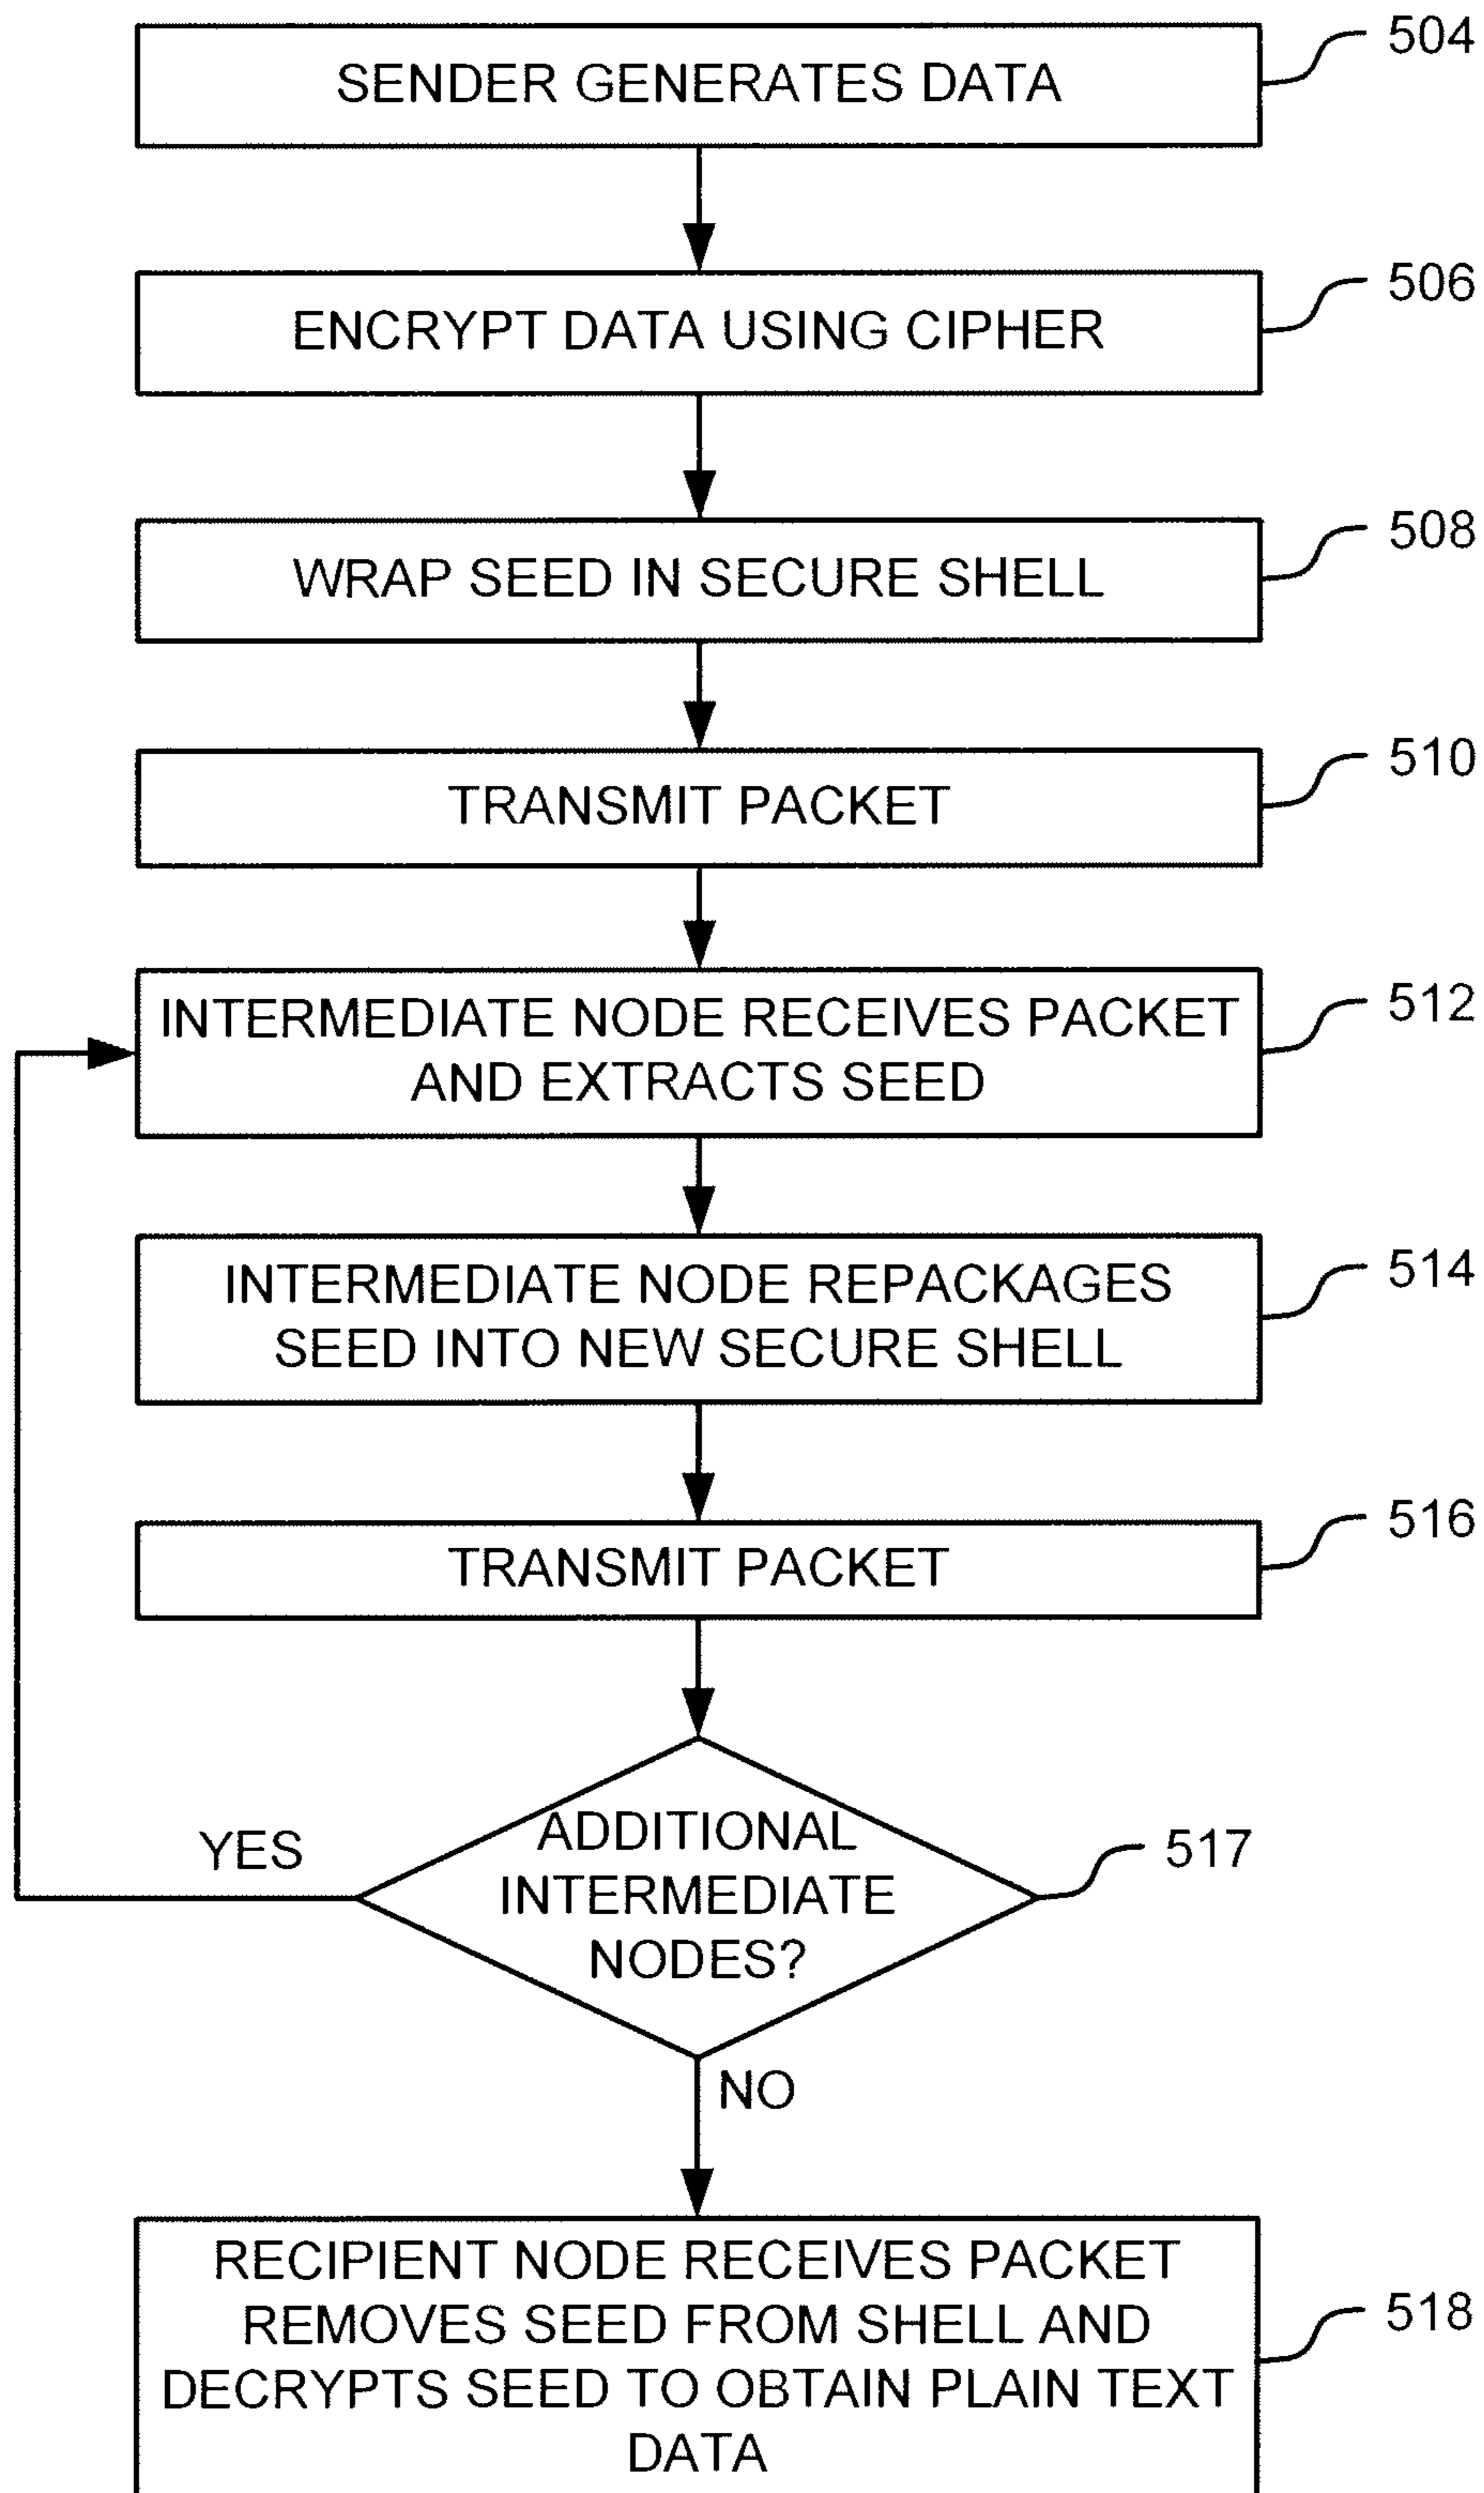 504
SENDER GENERATES DATA
506
ENCRYPT DATA USING CIPHER
508
WRAP SEED IN SECURE SHELL
510
TRANSMIT PACKET
512
INTERMEDIATE NODE RECEIVES PACKET
AND EXTRACTS SEED
514
INTERMEDIATE NODE REPACKAGES
SEED INTO NEW SECURE SHELL
516
TRANSMIT PACKET
517
YES
ADDITIONAL
INTERMEDIATE
NODES?
NO
518
RECIPIENT NODE RECEIVES PACKET
REMOVES SEED FROM SHELL AND
DECRYPTS SEED TO OBTAIN PLAIN TEXT
DATA